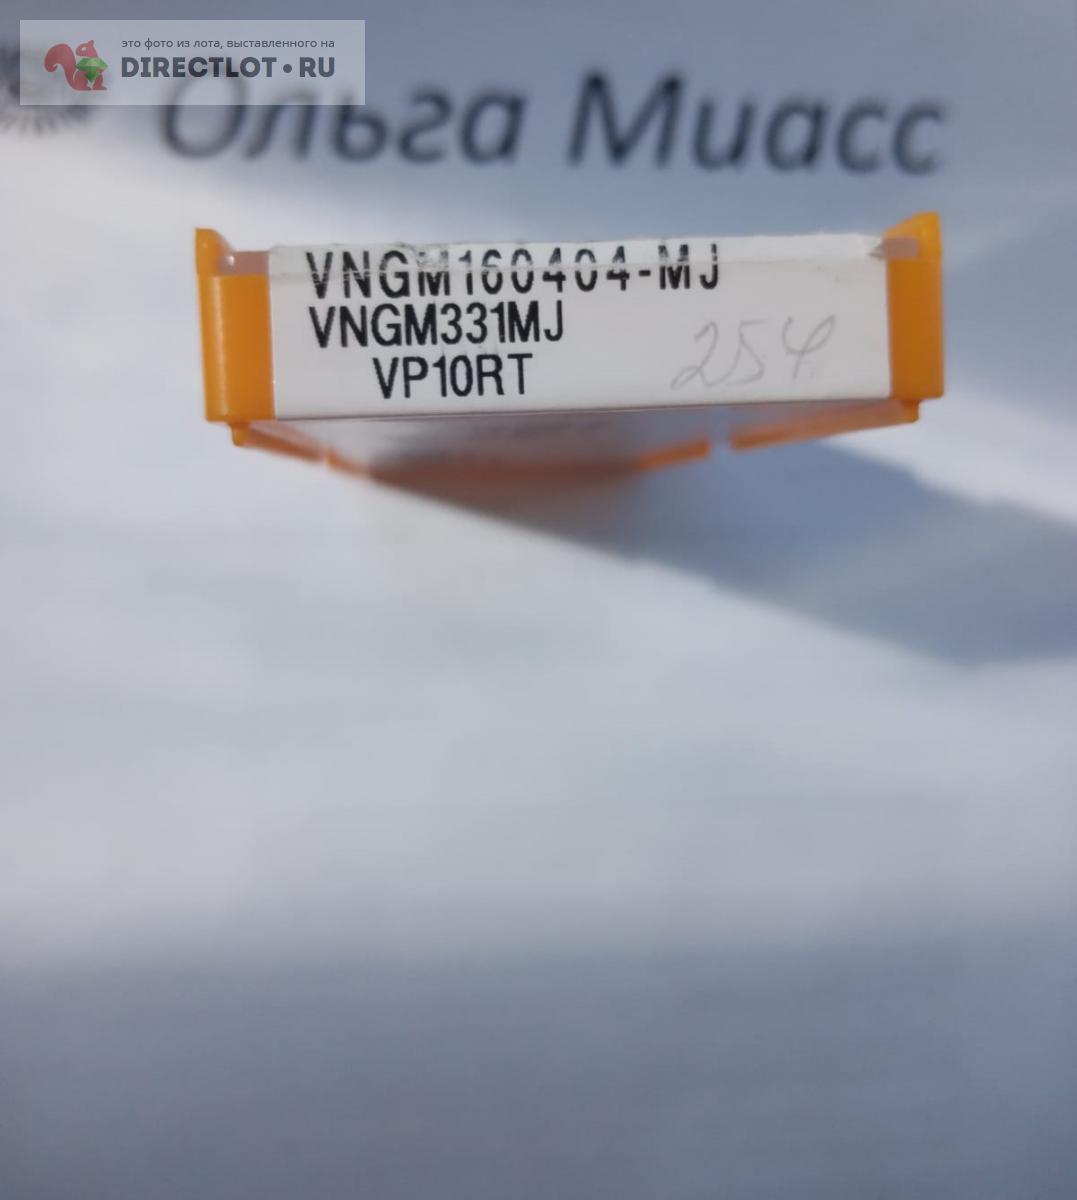 это фото из лота, выставленного на
DIRECTLOT•RU
Ольга Миасс
VNGM160404-MJ
VNGM331MJ
VP10RT
254